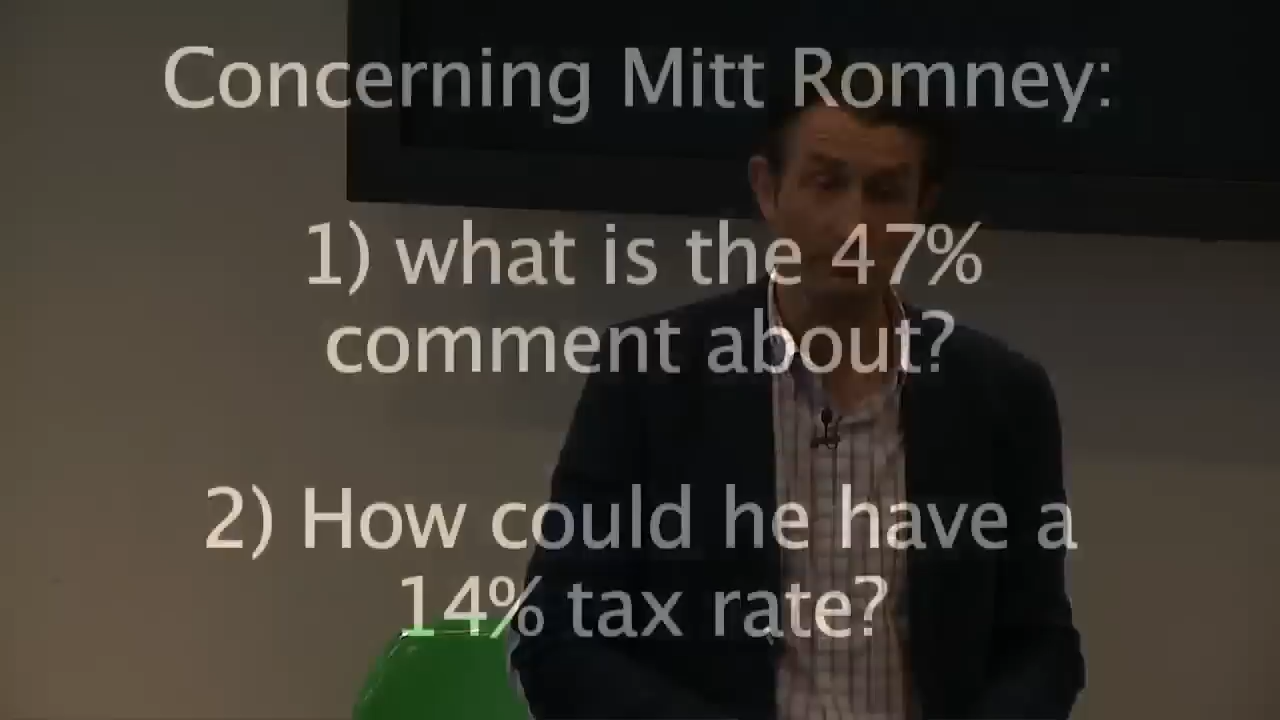 Concerning Mitt Romney:
1) what is the 47%
comment about?
2) How could he have a
14% tax rate?